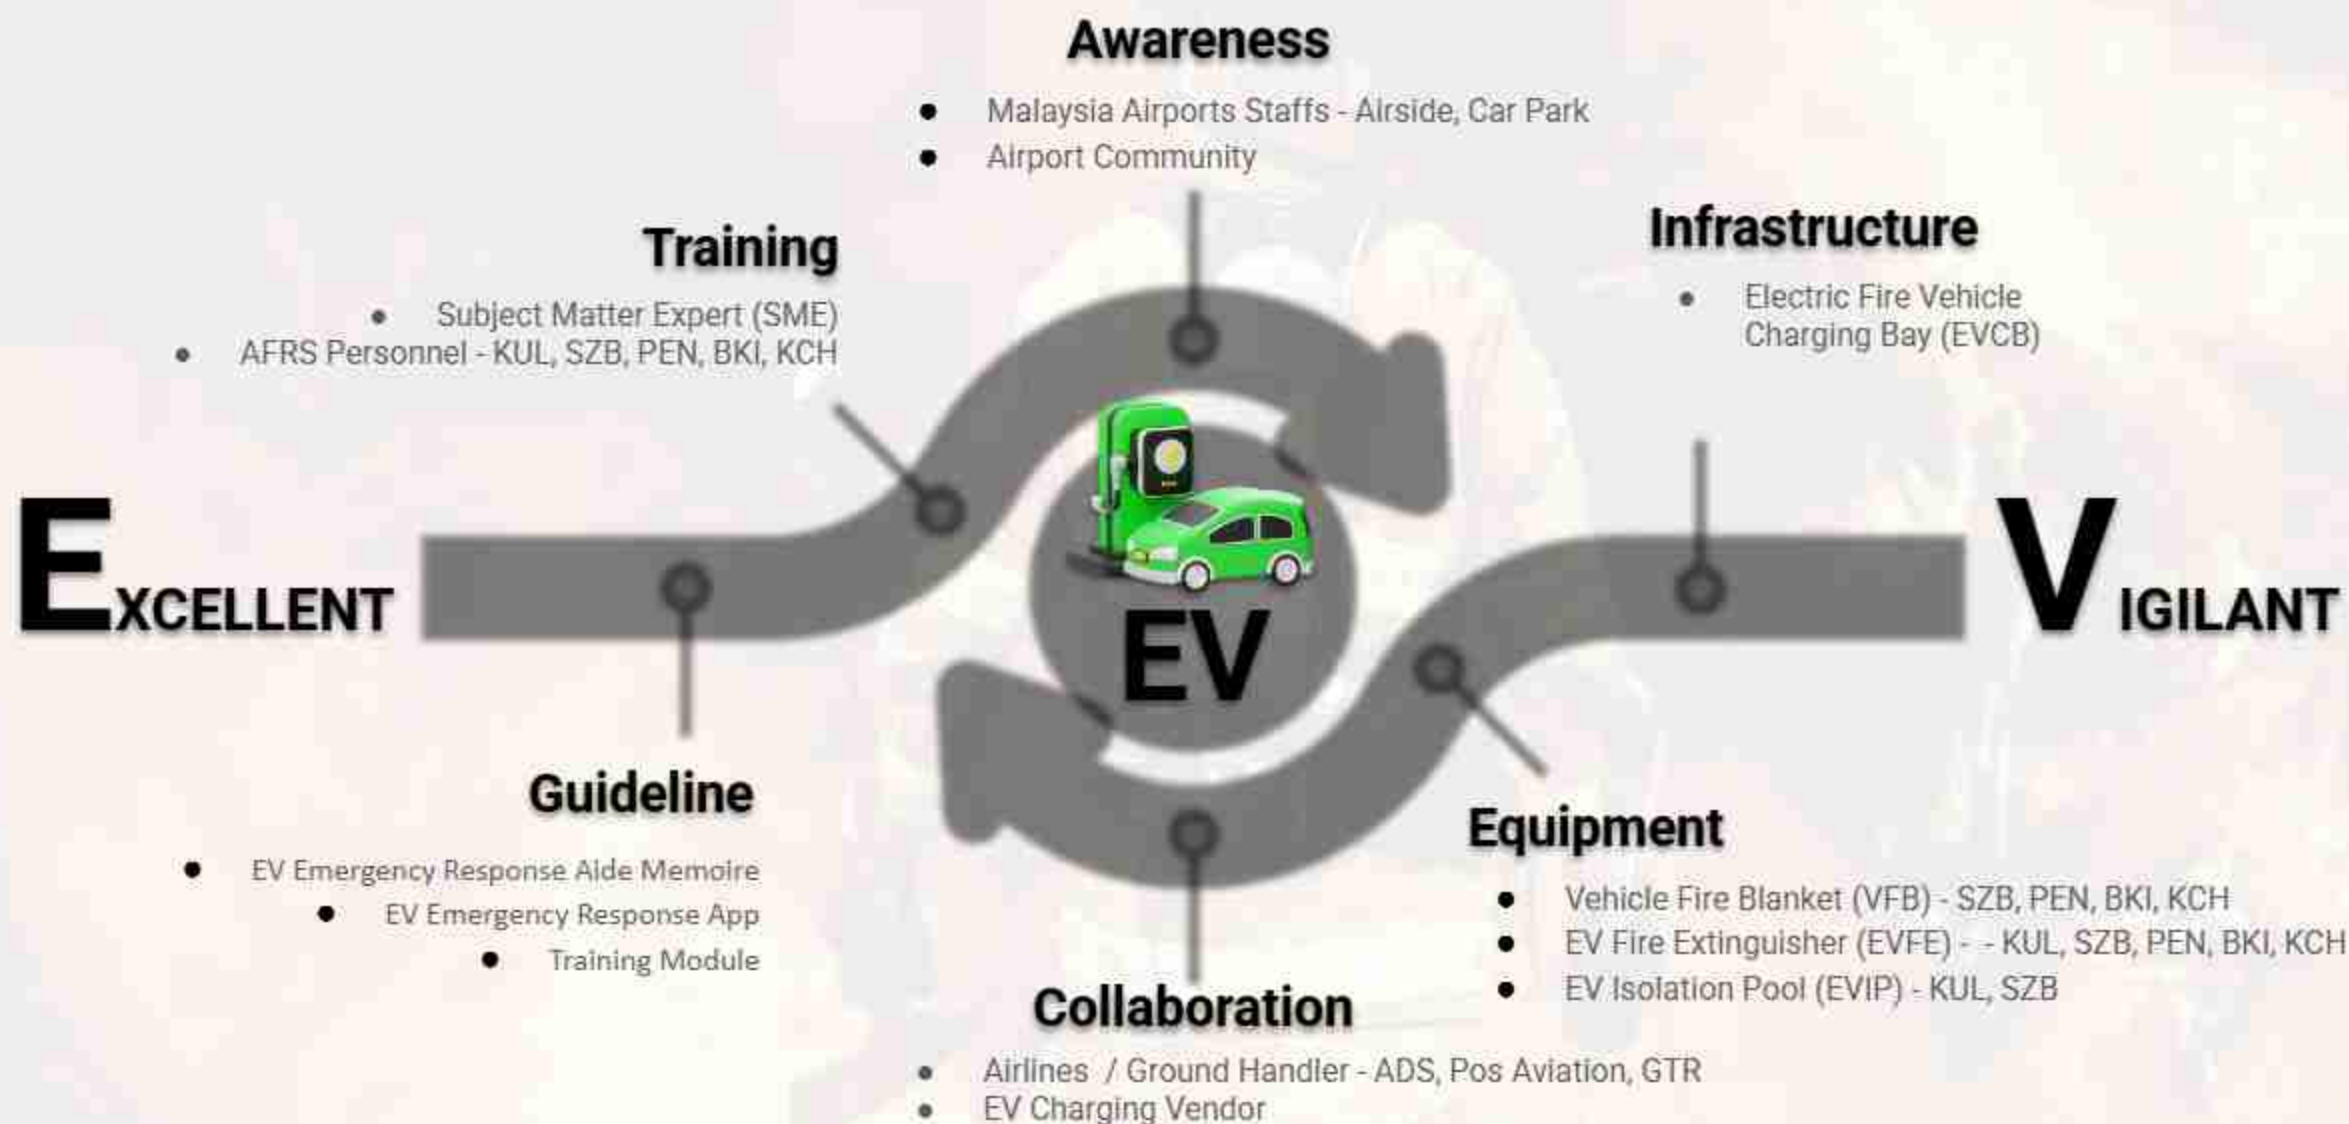 Awareness
Malaysia Airports Staffs - Airside, Car Park
Airport Community
Training
Subject Matter Expert (SME)
AFRS Personnel - KUL, SZB, PEN, BKI, KCH
Infrastructure
Electric Fire Vehicle
Charging Bay (EVCB)
EXCELLENT
EV
VIGILANT
Guideline
EV Emergency Response Aide Memoire
EV Emergency Response App
Training Module
Equipment
Vehicle Fire Blanket (VFB) - SZB, PEN, BKI, KCH
EV Fire Extinguisher (EVFE) - - KUL, SZB, PEN, BKI, KCH
EV Isolation Pool (EVIP) - KUL, SZB
Collaboration
Airlines / Ground Handler - ADS, Pos Aviation, GTR
EV Charging Vendor